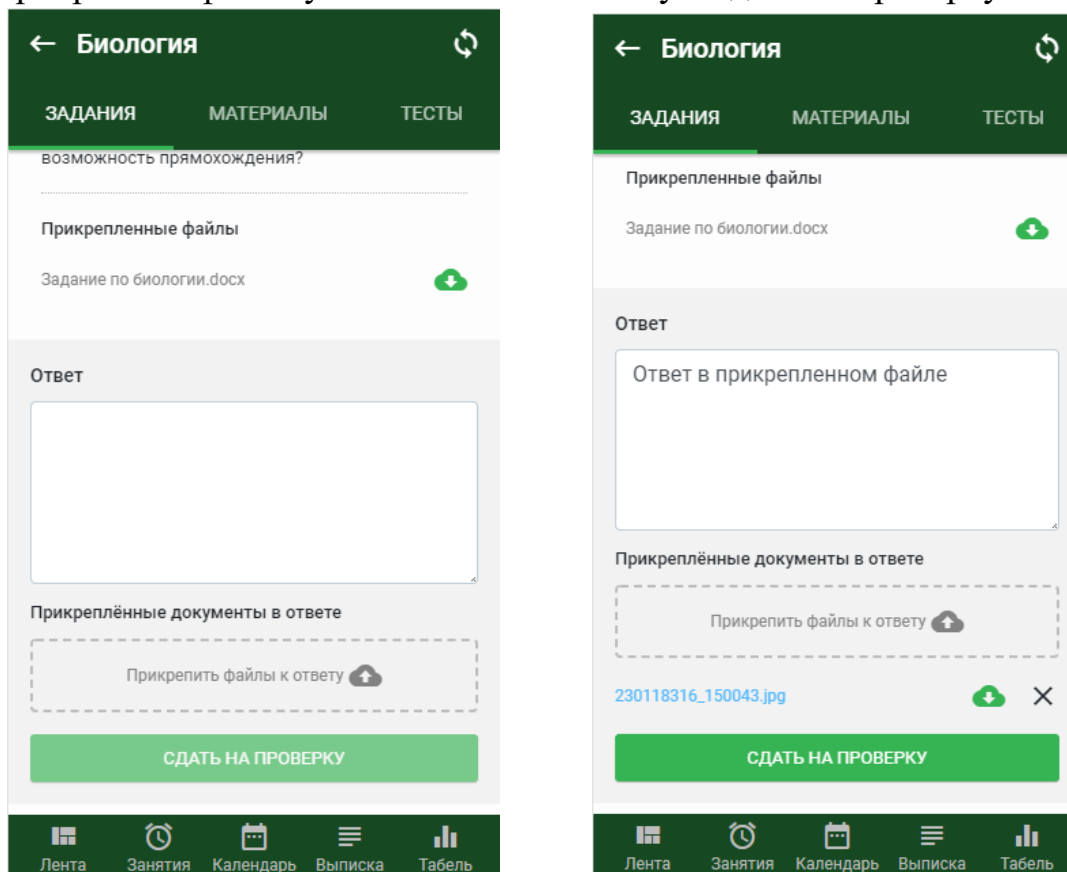 ← Биология
ЗАДАНИЯ МАТЕРИАЛЫ ТЕСТЫ
возможность прямохождения?
Прикрепленные файлы
Задание по биологии.docx
Ответ
Прикреплённые документы в ответе
Прикрепить файлы к ответу
СДАТЬ НА ПРОВЕРКУ
Лента Занятия Календарь Выписка Табель
← Биология
ЗАДАНИЯ МАТЕРИАЛЫ ТЕСТЫ
Прикрепленные файлы
Задание по биологии.docx
Ответ
Ответ в прикрепленном файле
Прикреплённые документы в ответе
Прикрепить файлы к ответу
230118316_150043.jpg
СДАТЬ НА ПРОВЕРКУ
Лента Занятия Календарь Выписка Табель